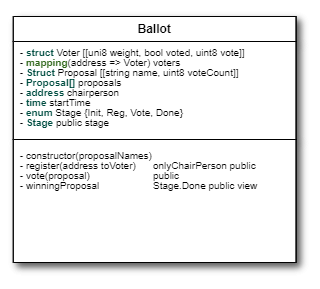 Ballot
- struct Voter [[uni8 weight, bool voted, uint8 vote]]
- mapping(address => Voter) voters
- Struct Proposal [[string name, uint8 voteCount]]
- Proposal[] proposals
- address chairperson
- time startTime
- enum Stage {Init, Reg, Vote, Done}
- Stage public stage
- constructor(proposalNames)
- register(address toVoter) onlyChairPerson public
- vote(proposal) public
- winningProposal Stage.Done public view